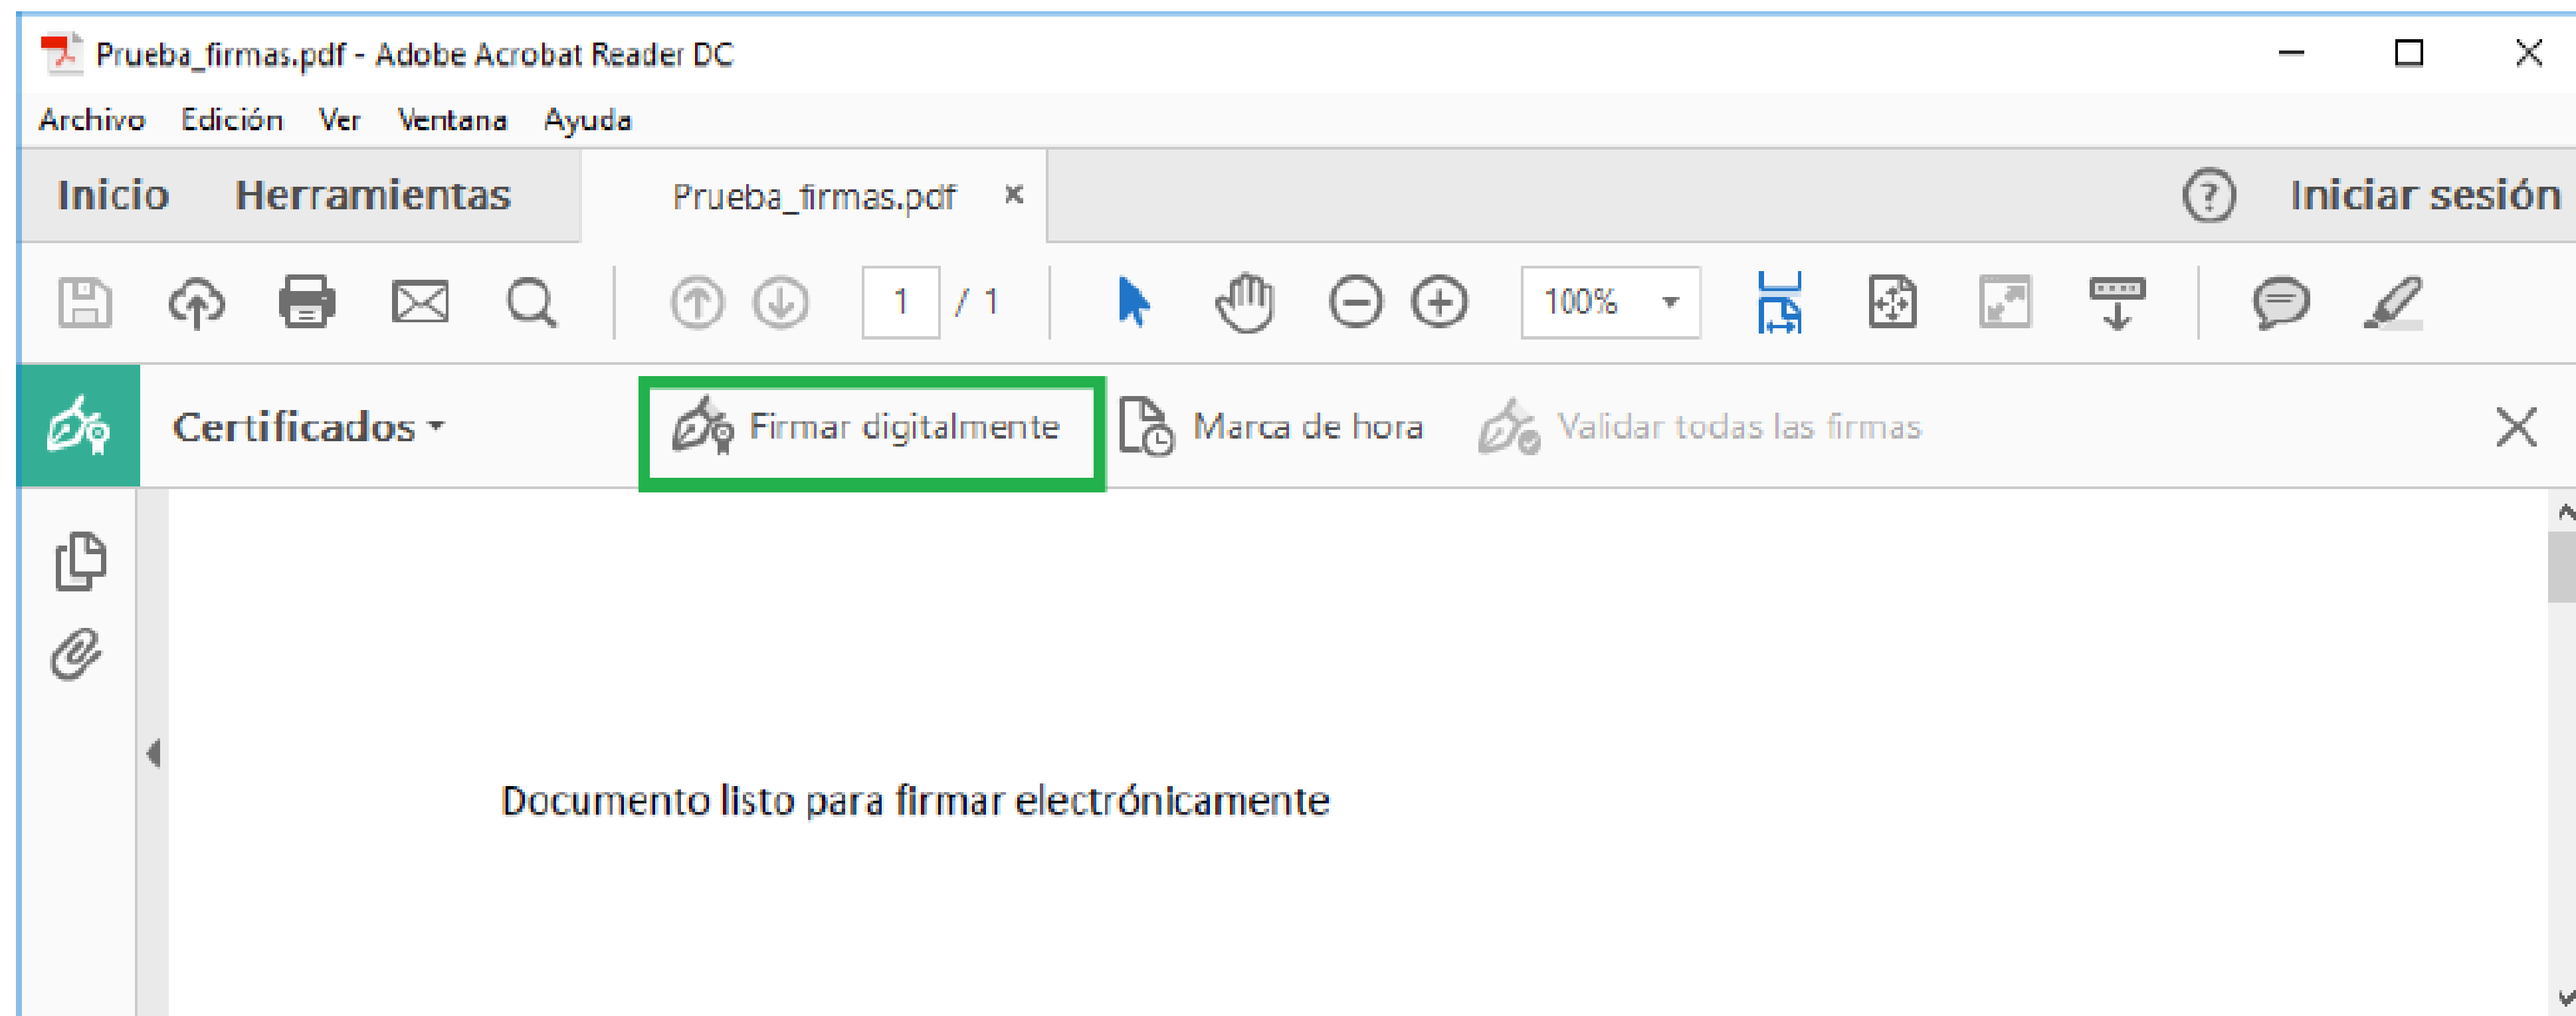 Prueba_firmas.pdf - Adobe Acrobat Reader DC
Archivo Edición Ver Ventana Ayuda
Inicio Herramientas Prueba_firmas.pdf × ? Iniciar sesión
1 / 1 100%
Certificados Firmar digitalmente Marca de hora Validar todas las firmas
Documento listo para firmar electrónicamente